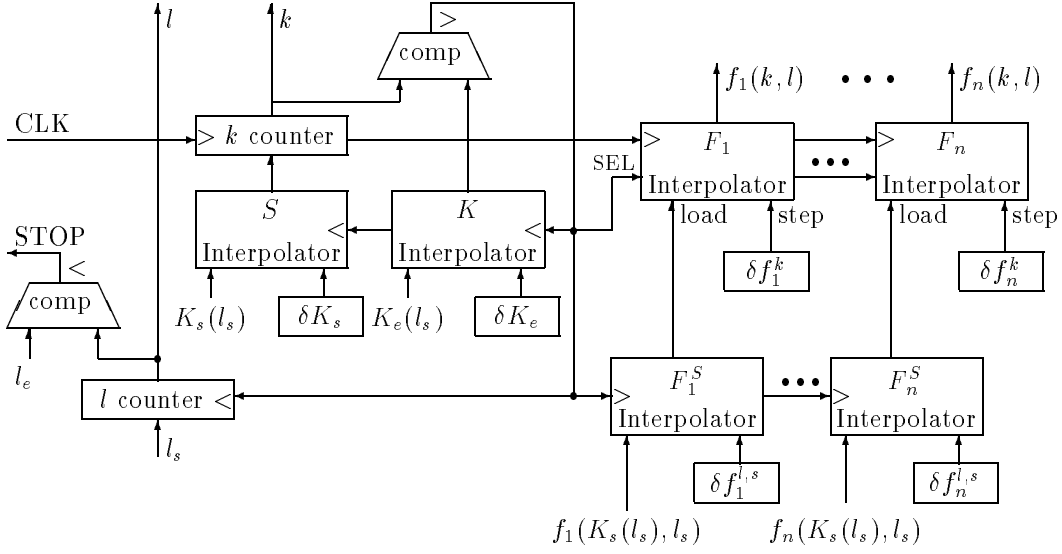 l
k
>
comp
f_1(k, l)
• • •
f_n(k, l)
CLK
> k counter
>
F_1
Interpolator
•••
>
F_n
Interpolator
SEL
load
step
load
step
S
<
Interpolator
K
<
Interpolator
STOP
<
comp
δf_1^k
δf_n^k
K_s(l_s)
δK_s
K_e(l_s)
δK_e
l_e
l counter <
l_s
>
F_1^S
Interpolator
•••
>
F_n^S
Interpolator
δf_1^{l,s}
δf_n^{l,s}
f_1(K_s(l_s), l_s)
f_n(K_s(l_s), l_s)